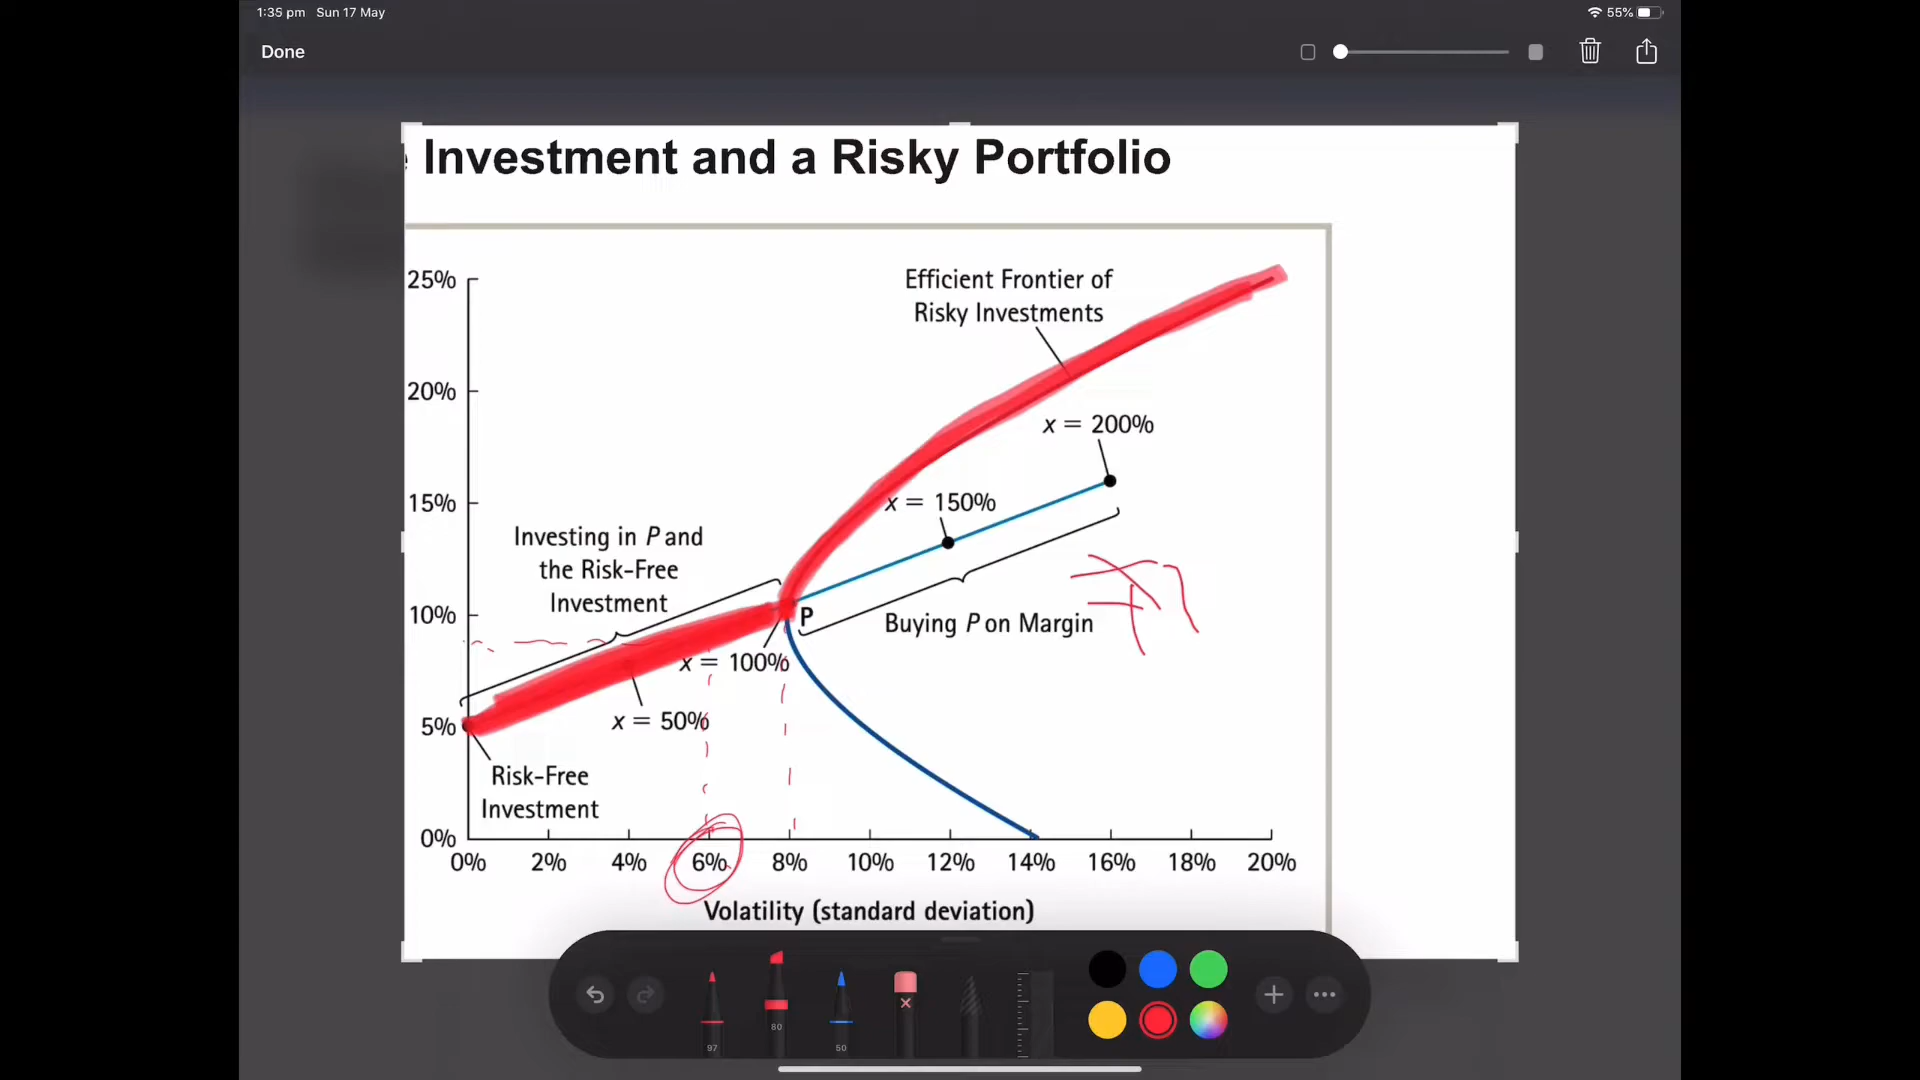 1:35 pm Sun 17 May
55%
Done
Investment and a Risky Portfolio
25%
20%
15%
10%
5%
0%
Efficient Frontier of
Risky Investments
x = 200%
x = 150%
Investing in P and
the Risk-Free
Investment
P
Buying P on Margin
x = 100%
x = 50%
Risk-Free
Investment
0% 2% 4% 6% 8% 10% 12% 14% 16% 18% 20%
Volatility (standard deviation)
97
80
50